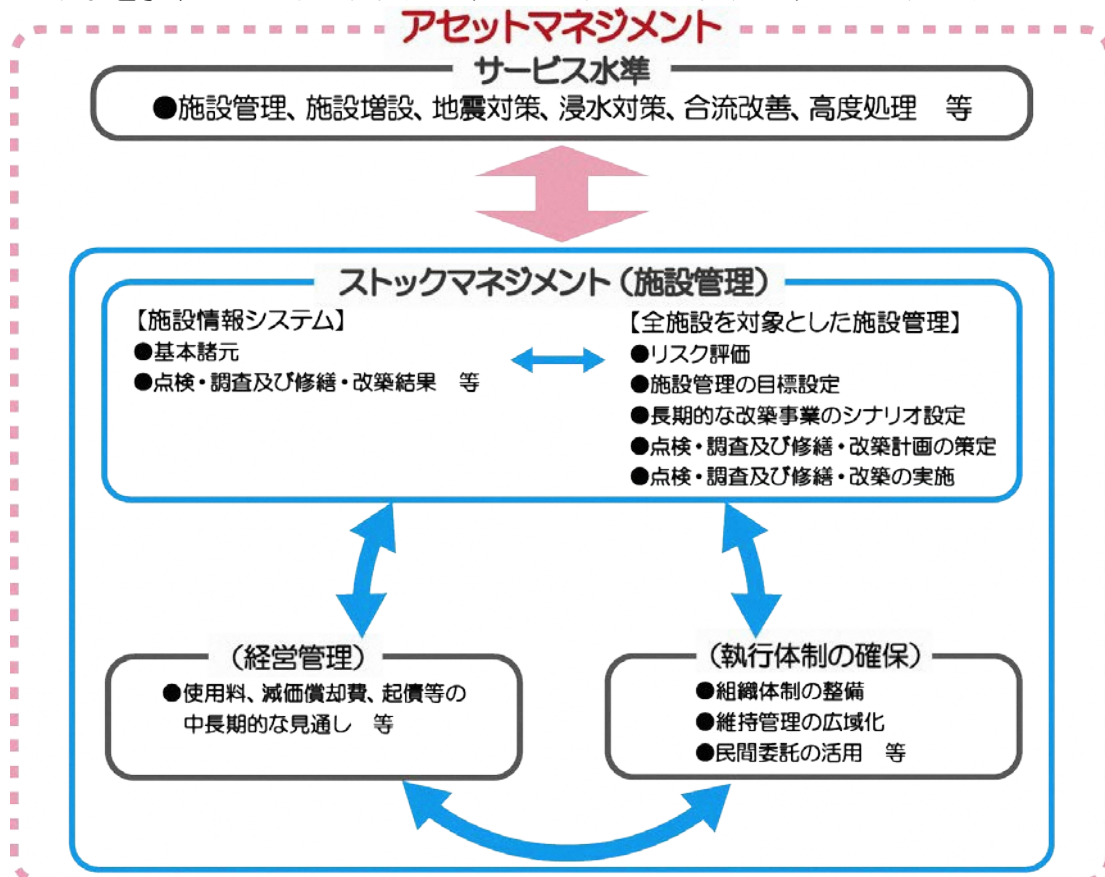 アセットマネジメント
サービス水準
●施設管理、施設増設、地震対策、浸水対策、合流改善、高度処理　等
ストックマネジメント（施設管理）
【施設情報システム】
●基本諸元
●点検・調査及び修繕・改築結果　等
【全施設を対象とした施設管理】
●リスク評価
●施設管理の目標設定
●長期的な改築事業のシナリオ設定
●点検・調査及び修繕・改築計画の策定
●点検・調査及び修繕・改築の実施
（経営管理）
●使用料、減価償却費、起債等の
中長期的な見通し　等
（執行体制の確保）
●組織体制の整備
●維持管理の広域化
●民間委託の活用　等